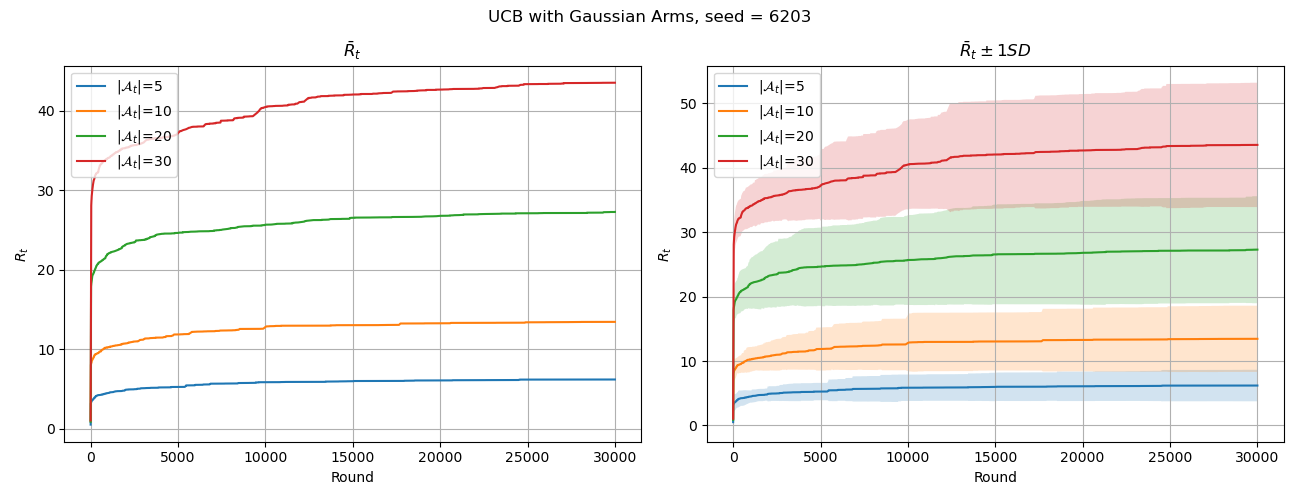 UCB with Gaussian Arms, seed = 6203
R̄ₜ
R̄ₜ ± 1SD
|𝒜ₜ|=5
|𝒜ₜ|=10
|𝒜ₜ|=20
|𝒜ₜ|=30
|𝒜ₜ|=5
|𝒜ₜ|=10
|𝒜ₜ|=20
|𝒜ₜ|=30
Rₜ
40
30
20
10
0
Rₜ
50
40
30
20
10
0
0 5000 10000 15000 20000 25000 30000
0 5000 10000 15000 20000 25000 30000
Round
Round